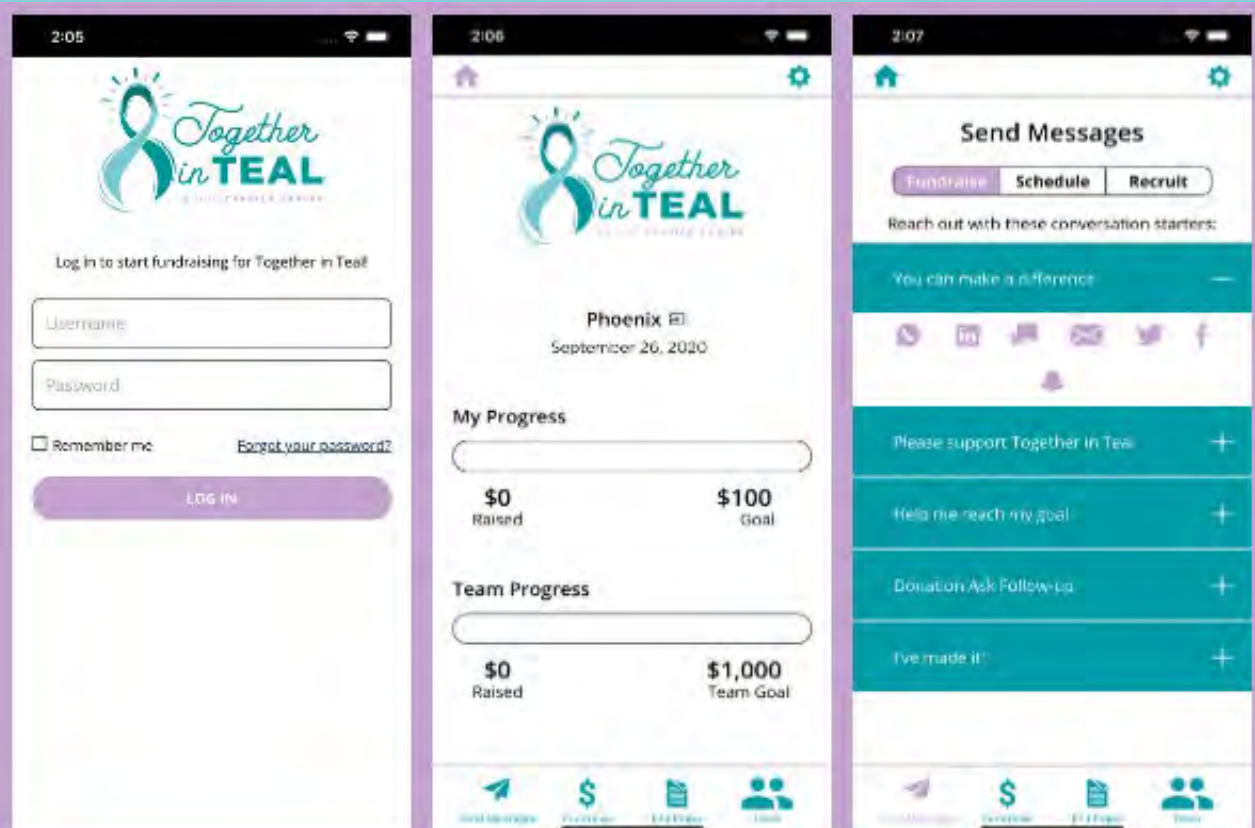 2:05
Together
in TEAL
Log in to start fundraising for Together in Teal!
Username
Password
Remember me
Forgot your password?
LOG IN
2:06
Together
in TEAL
Phoenix
September 26, 2020
My Progress
$0
$100
Raised
Goal
Team Progress
$0
$1,000
Raised
Team Goal
Send Messages
2:07
Send Messages
Fundraise Schedule Recruit
Reach out with these conversation starters:
You can make a difference
Please support Together in Teal
Help me reach my goal
Donation Ask Follow-up
I've made it!